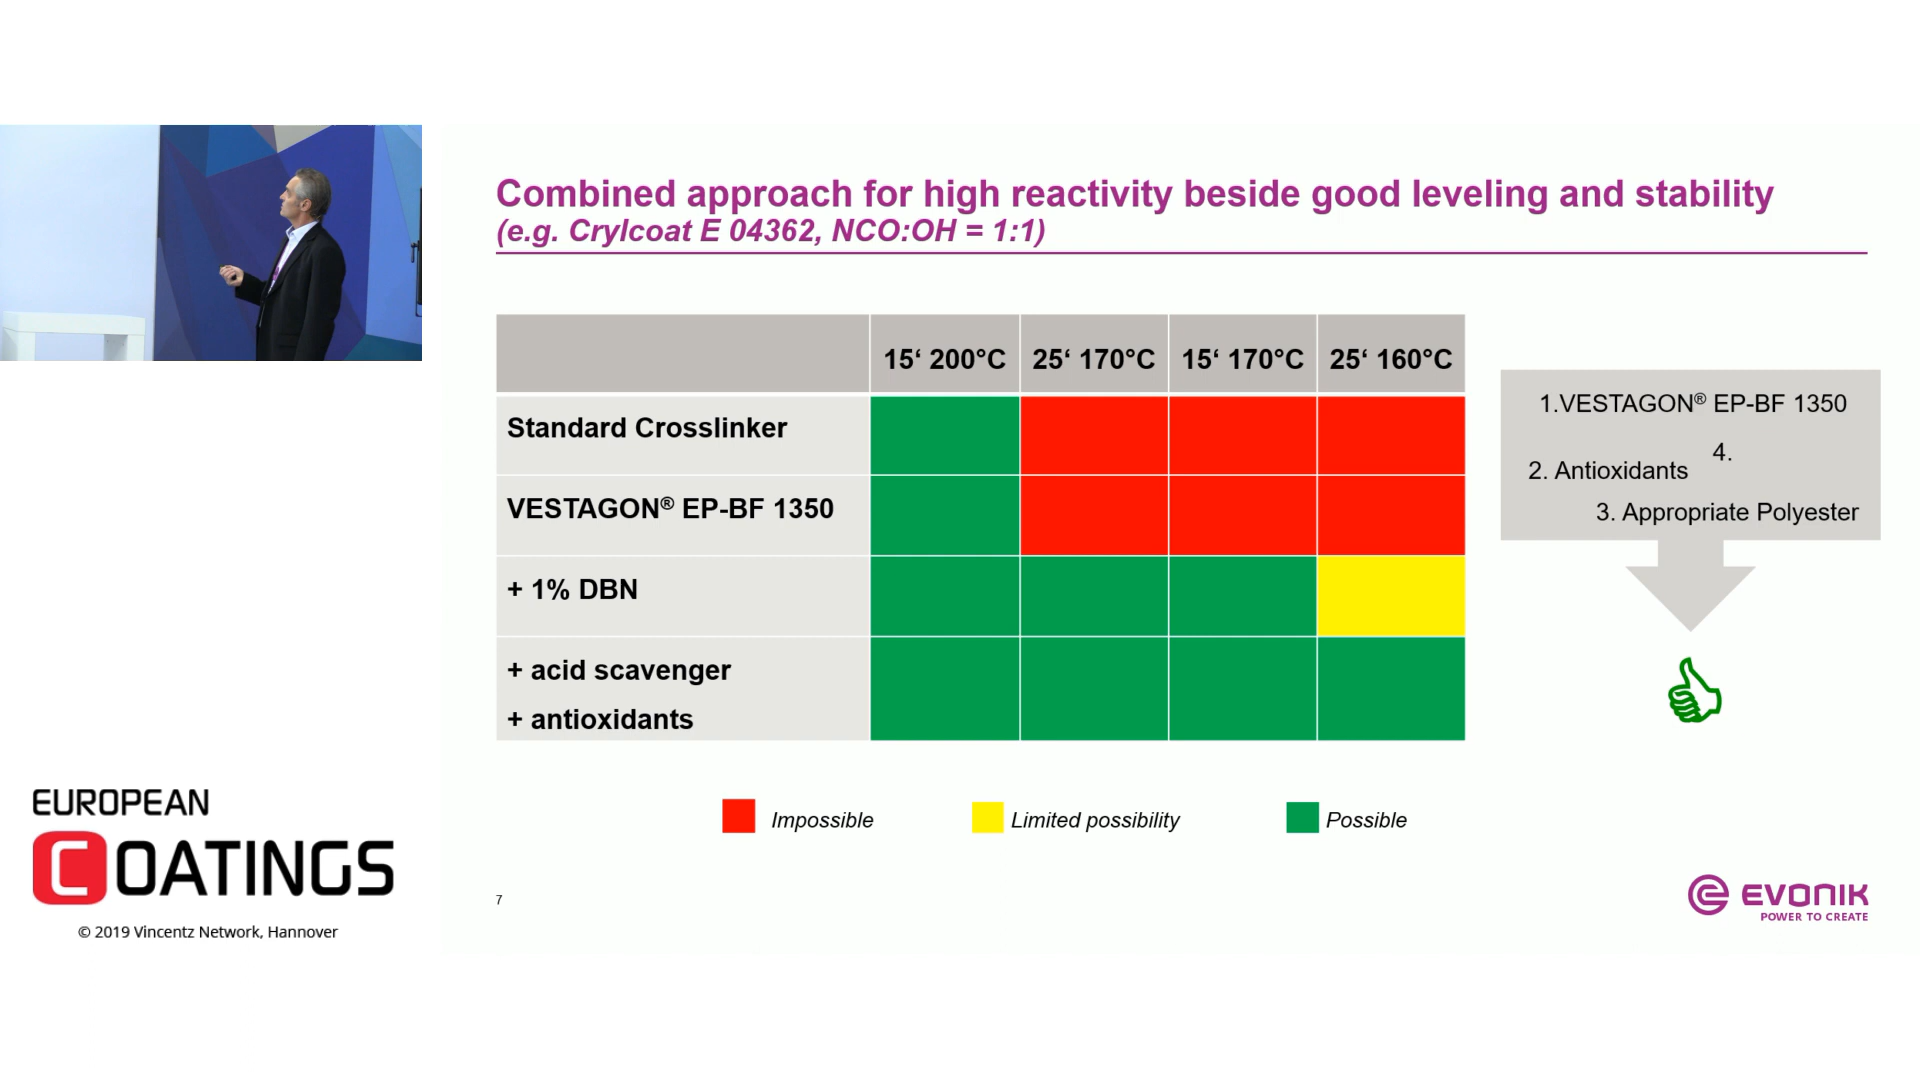 Combined approach for high reactivity beside good leveling and stability
(e.g. Crylcoat E 04362, NCO:OH = 1:1)
15‘ 200°C 25‘ 170°C 15‘ 170°C 25‘ 160°C
Standard Crosslinker
VESTAGON® EP-BF 1350
+ 1% DBN
+ acid scavenger
+ antioxidants
1.VESTAGON® EP-BF 1350
4.
2. Antioxidants
3. Appropriate Polyester
Impossible Limited possibility Possible
7
EVONIK
POWER TO CREATE
EUROPEAN
COATINGS
© 2019 Vincentz Network, Hannover